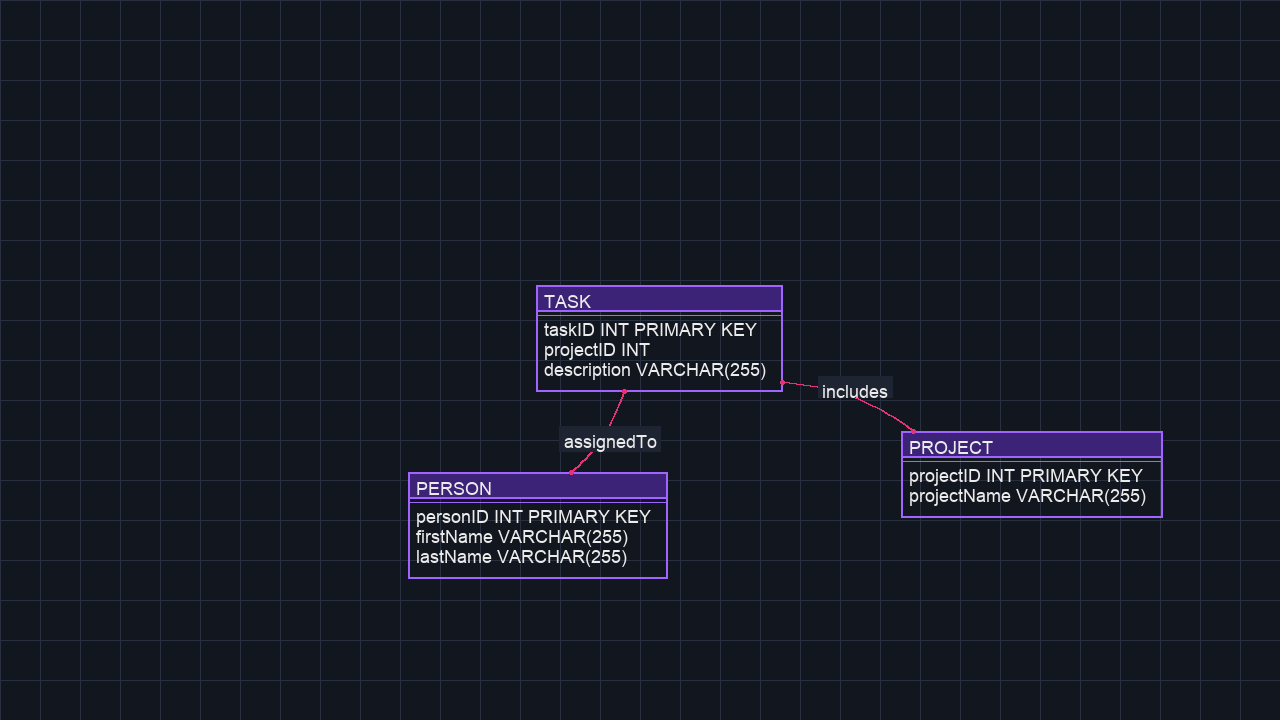 TASK
taskID INT PRIMARY KEY
projectID INT
description VARCHAR(255)
includes
assignedTo
PROJECT
projectID INT PRIMARY KEY
projectName VARCHAR(255)
PERSON
personID INT PRIMARY KEY
firstName VARCHAR(255)
lastName VARCHAR(255)